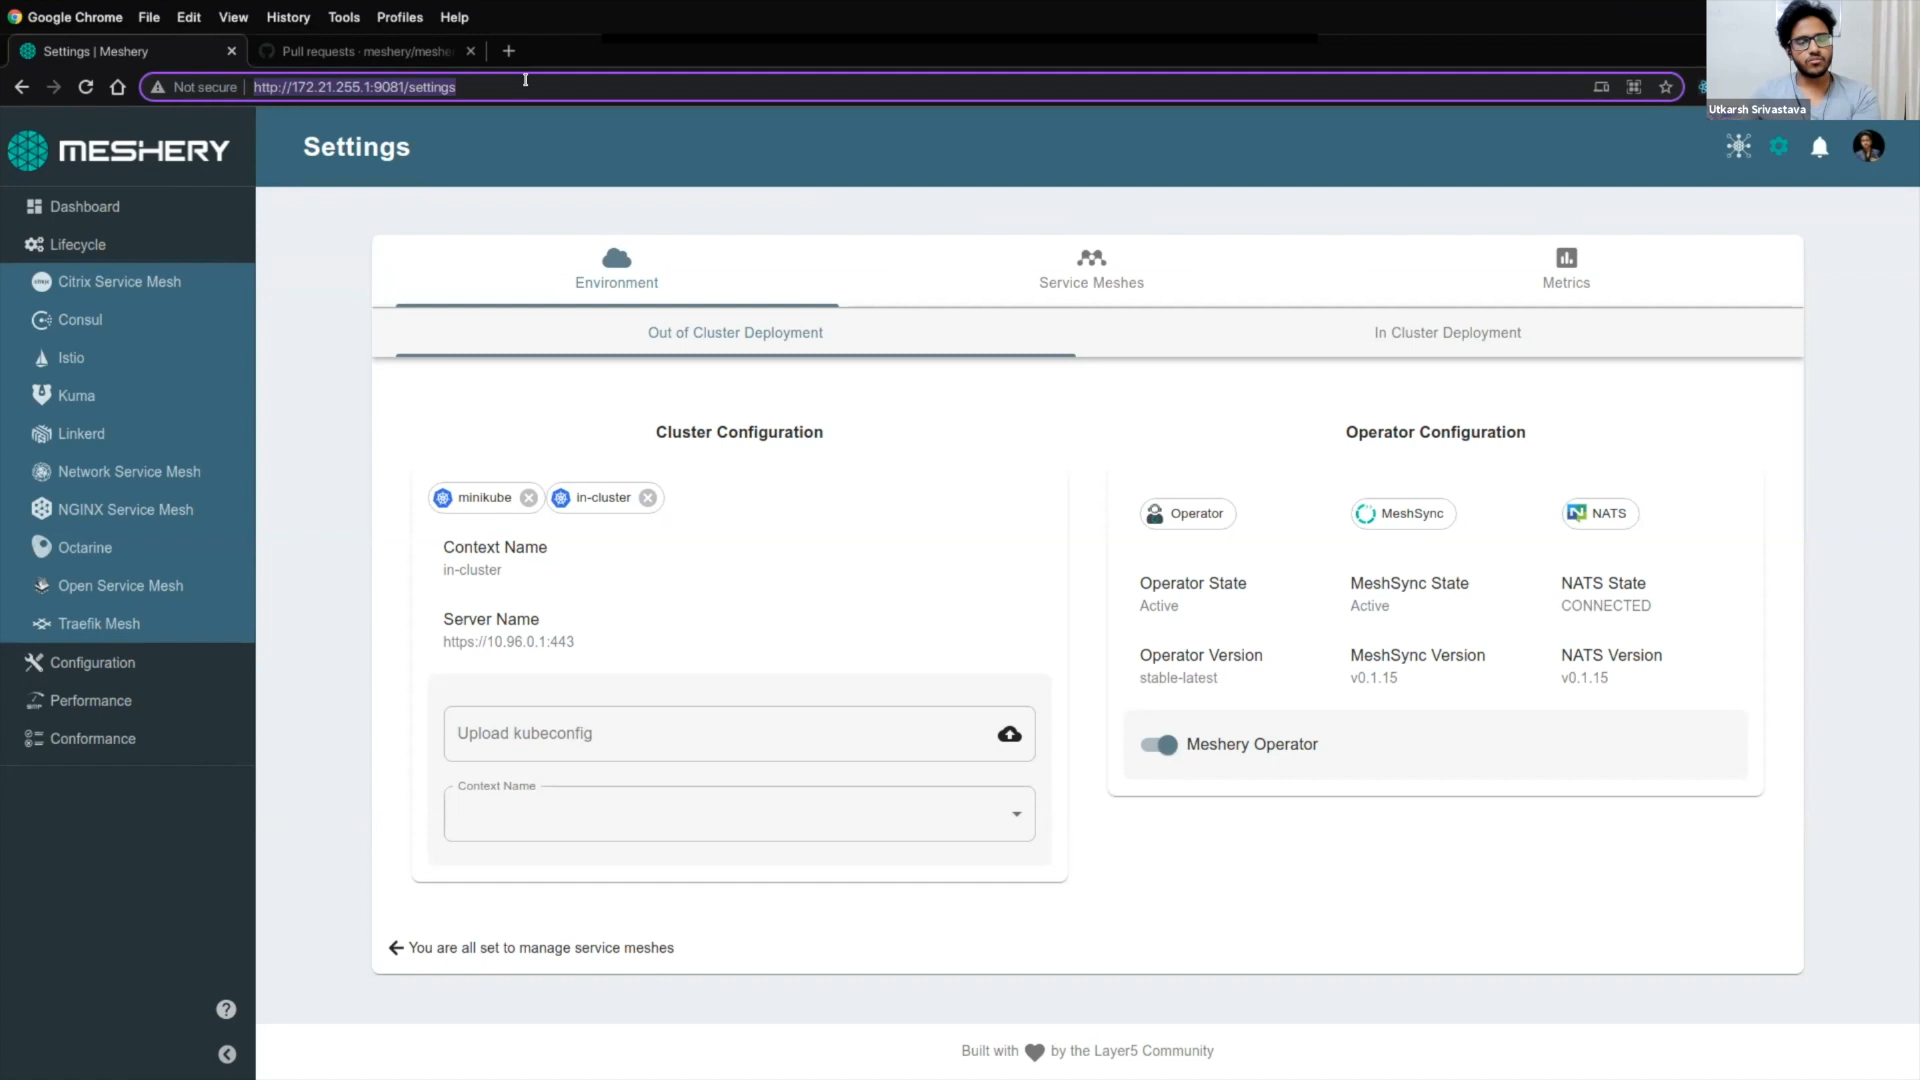 Google Chrome File Edit View History Tools Profiles Help
Settings | Meshery
Pull requests · meshery/meshe
Not secure
http://172.21.255.1:9081/settings
Utkarsh Srivastava
MESHERY
Settings
Dashboard
Lifecycle
Citrix Service Mesh
Consul
Istio
Kuma
Linkerd
Network Service Mesh
NGINX Service Mesh
Octarine
Open Service Mesh
Traefik Mesh
Configuration
Performance
Conformance
Environment
Service Meshes
Metrics
Out of Cluster Deployment
In Cluster Deployment
Cluster Configuration
minikube
in-cluster
Context Name
in-cluster
Server Name
https://10.96.0.1:443
Upload kubeconfig
Context Name
Operator Configuration
Operator
MeshSync
NATS
Operator State
Active
MeshSync State
Active
NATS State
CONNECTED
Operator Version
stable-latest
MeshSync Version
v0.1.15
NATS Version
v0.1.15
Meshery Operator
You are all set to manage service meshes
Built with by the Layer5 Community